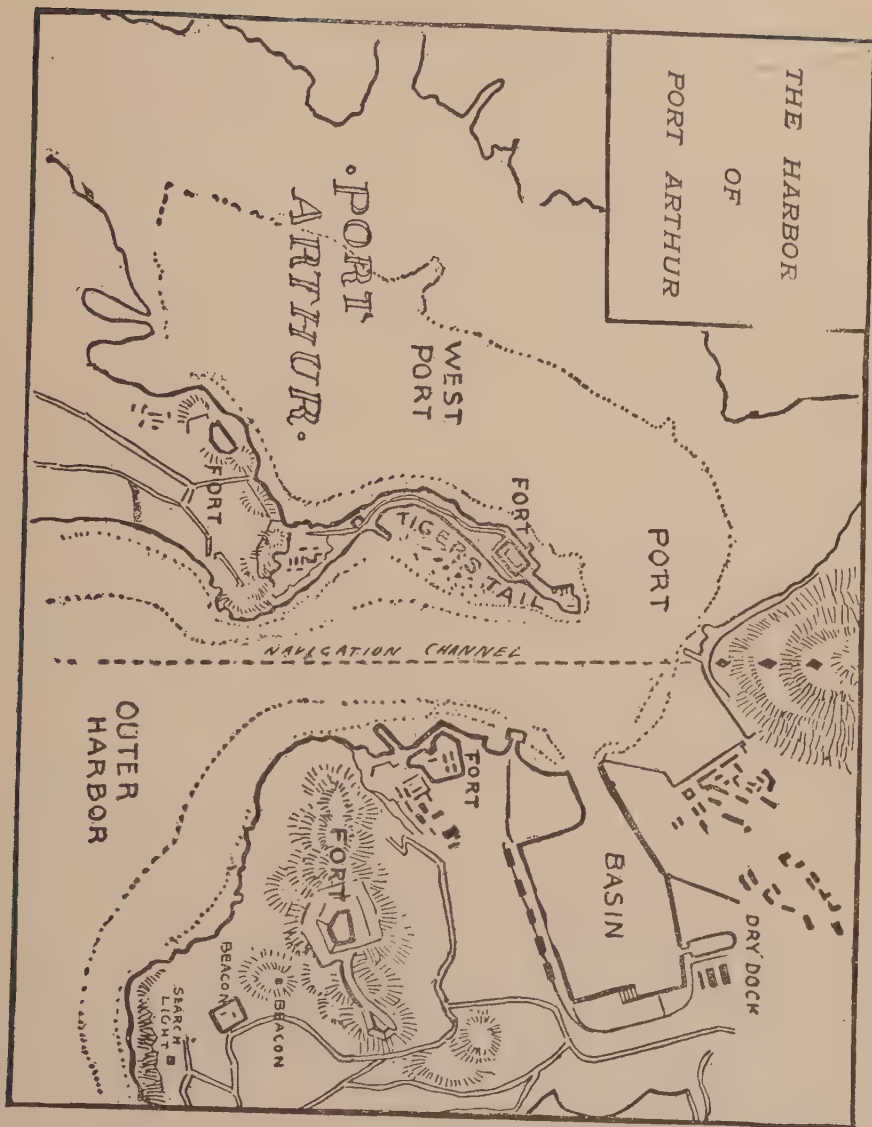 THE HARBOR
OF
PORT ARTHUR
PORT
ARTHUR.
WEST
PORT
PORT
FORT
TIGERS TAIL
FORT
NAVIGATION CHANNEL
OUTER
HARBOR
FORT
FORT
BASIN
DRY DOCK
BEACON
BEACON
SEARCH
LIGHT